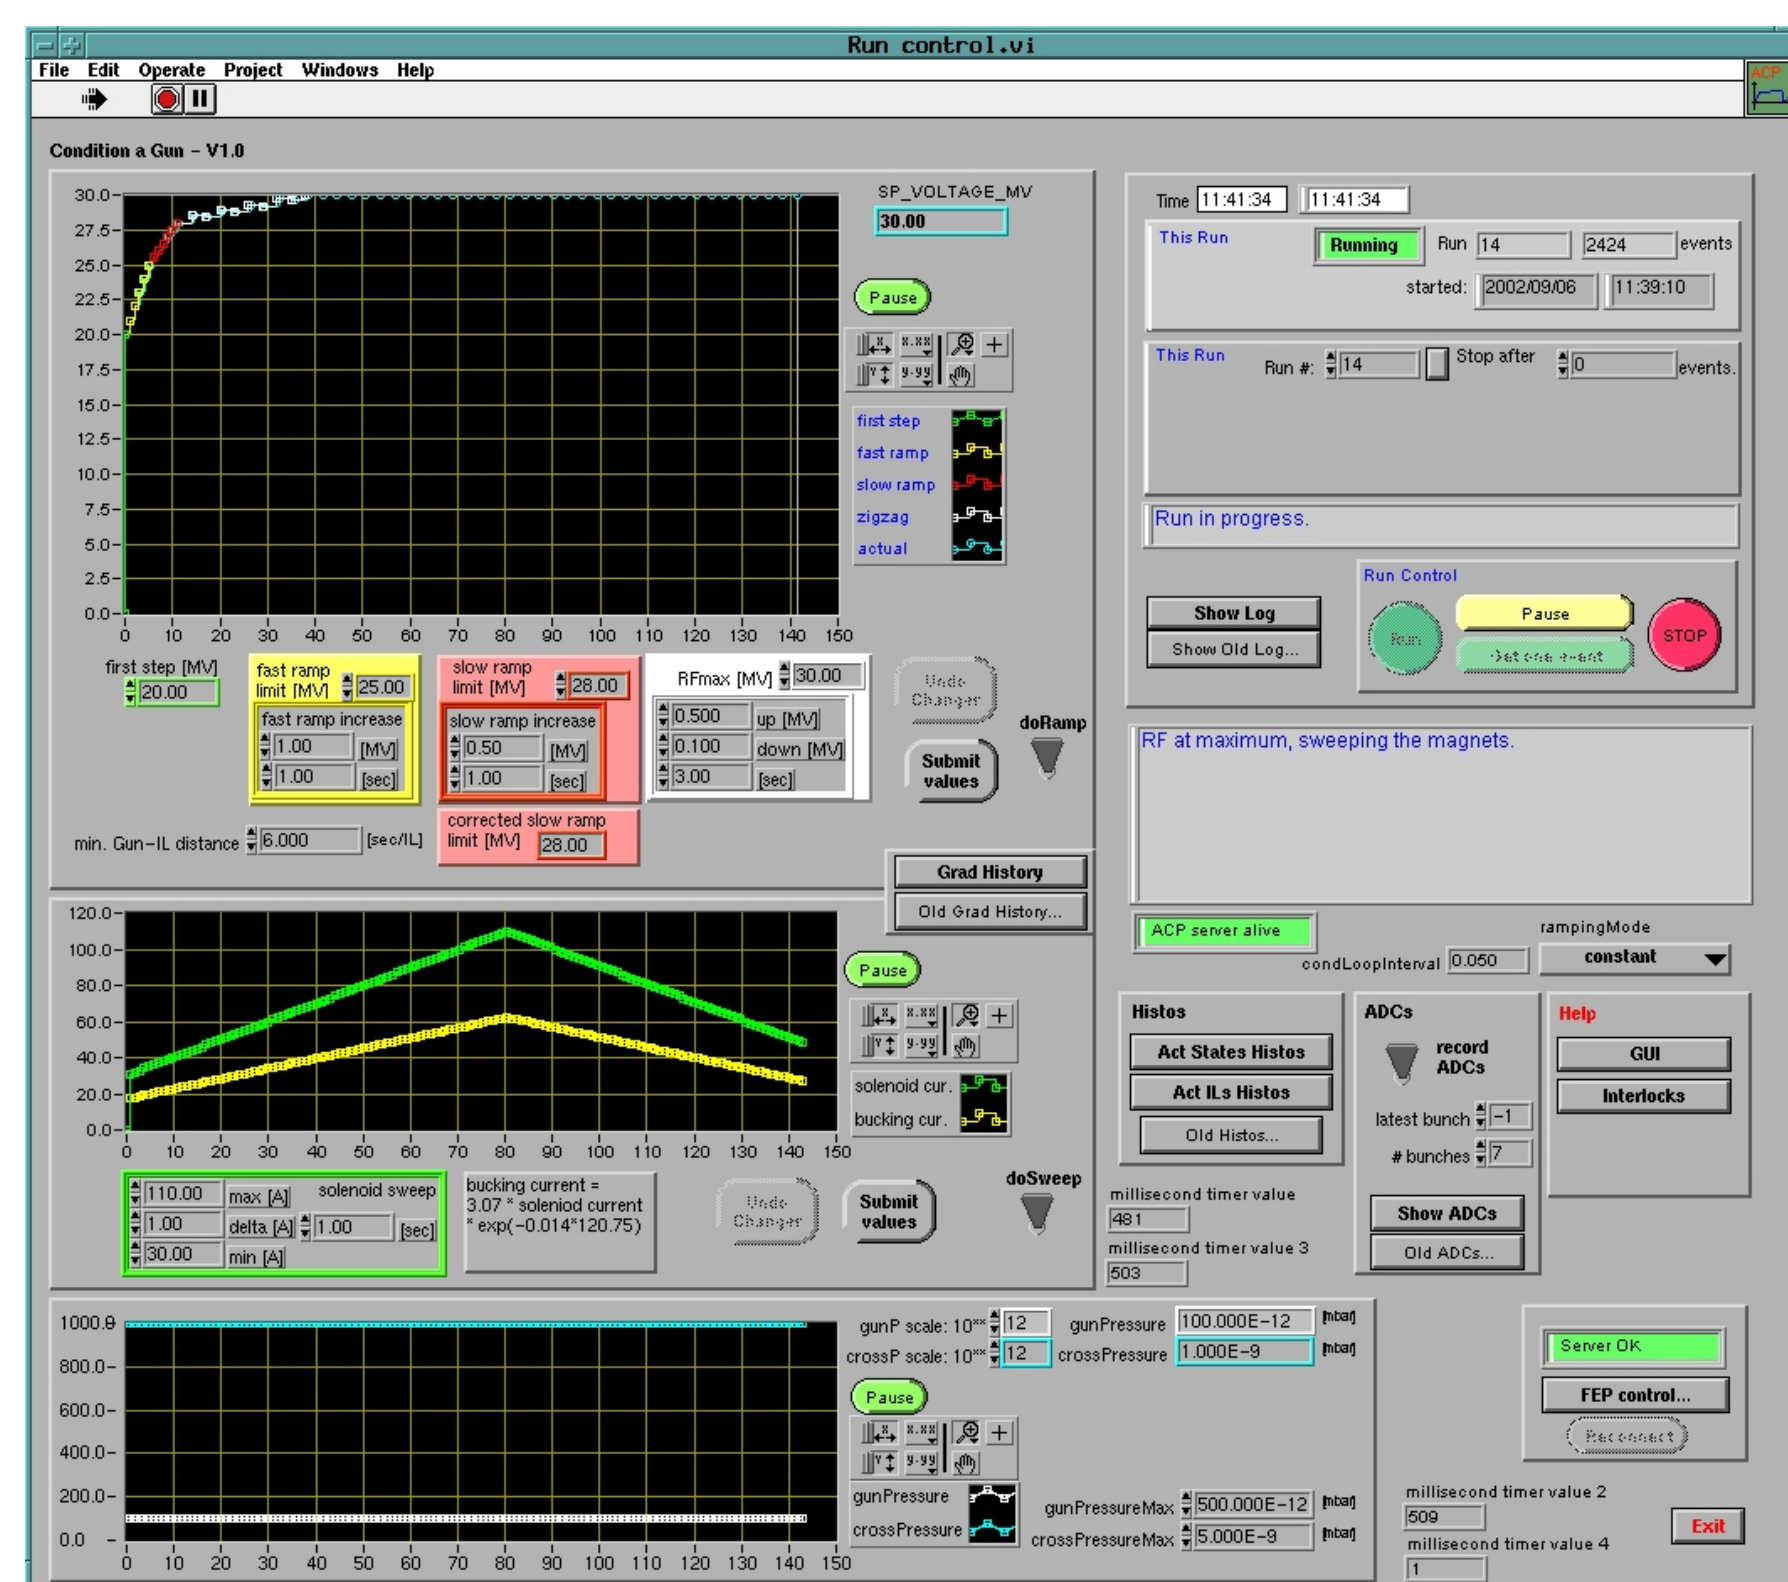 Run control.vi
File Edit Operate Project Windows Help
ACP
Condition a Gun – V1.0
30.0
27.5
25.0
22.5
20.0
17.5
15.0
12.5
10.0
7.5
5.0
2.5
0.0
0 10 20 30 40 50 60 70 80 90 100 110 120 130 140 150
SP_VOLTAGE_MV
30.00
Pause
X X.XX
Y Y.YY
first step
fast ramp
slow ramp
zigzag
actual
first step [MV]
20.00
fast ramp
limit [MV] 25.00
fast ramp increase
1.00 [MV]
1.00 [sec]
slow ramp
limit [MV] 28.00
slow ramp increase
0.50 [MV]
1.00 [sec]
corrected slow ramp
limit [MV] 28.00
RFmax [MV] 30.00
0.500 up [MV]
0.100 down [MV]
3.00 [sec]
Undo
Changer
Submit
values
doRamp
min. Gun–IL distance 6.000 [sec/IL]
Grad History
Old Grad History...
120.0
100.0
80.0
60.0
40.0
20.0
0.0
0 10 20 30 40 50 60 70 80 90 100 110 120 130 140 150
Pause
X X.XX
Y Y.YY
solenoid cur.
bucking cur.
110.00 max [A] solenoid sweep
1.00 delta [A] 1.00 [sec]
30.00 min [A]
bucking current =
3.07 * soleniod current
* exp(–0.014*120.75)
Undo
Changer
Submit
values
doSweep
1000.0
800.0
600.0
400.0
200.0
0.0
0 10 20 30 40 50 60 70 80 90 100 110 120 130 140 150
gunP scale: 10** 12 gunPressure 100.000E–12 [mbar]
crossP scale: 10** 12 crossPressure 1.000E–9 [mbar]
Pause
X X.XX
Y Y.YY
gunPressure
crossPressure
gunPressureMax 500.000E–12 [mbar]
crossPressureMax 5.000E–9 [mbar]
Time 11:41:34 11:41:34
This Run Running Run 14 2424 events
started: 2002/09/06 11:39:10
This Run Run #: 14 Stop after 0 events.
Run in progress.
Show Log
Show Old Log...
Run Control
Run
Pause
Get one event
STOP
RF at maximum, sweeping the magnets.
ACP server alive
condLoopInterval 0.050
rampingMode
constant
Histos
Act States Histos
Act ILs Histos
Old Histos...
ADCs
record
ADCs
latest bunch –1
# bunches 7
Show ADCs
Old ADCs...
Help
GUI
Interlocks
millisecond timer value
481
millisecond timer value 3
503
Server OK
FEP control...
Reconnect
millisecond timer value 2
509
millisecond timer value 4
1
Exit